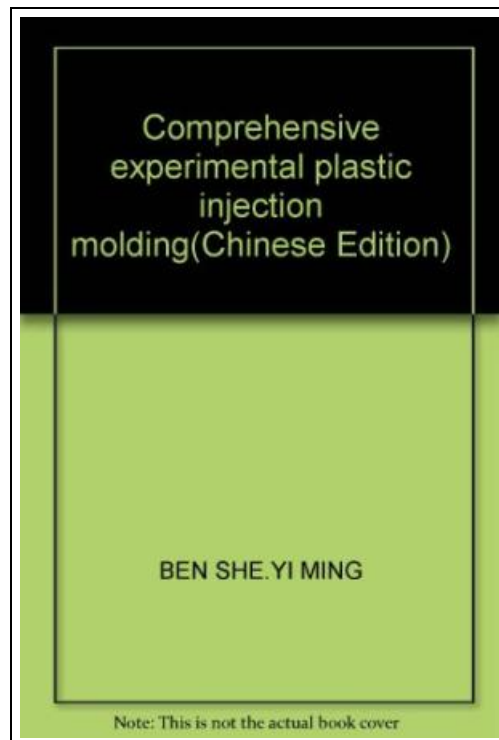 Comprehensive
experimental plastic
injection
molding(Chinese Edition)
BEN SHE.YI MING
Note: This is not the actual book cover